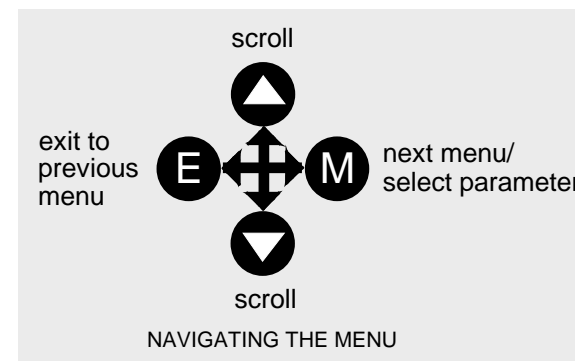 scroll
exit to
previous
menu
E
M
next menu/
select parameter
scroll
NAVIGATING THE MENU